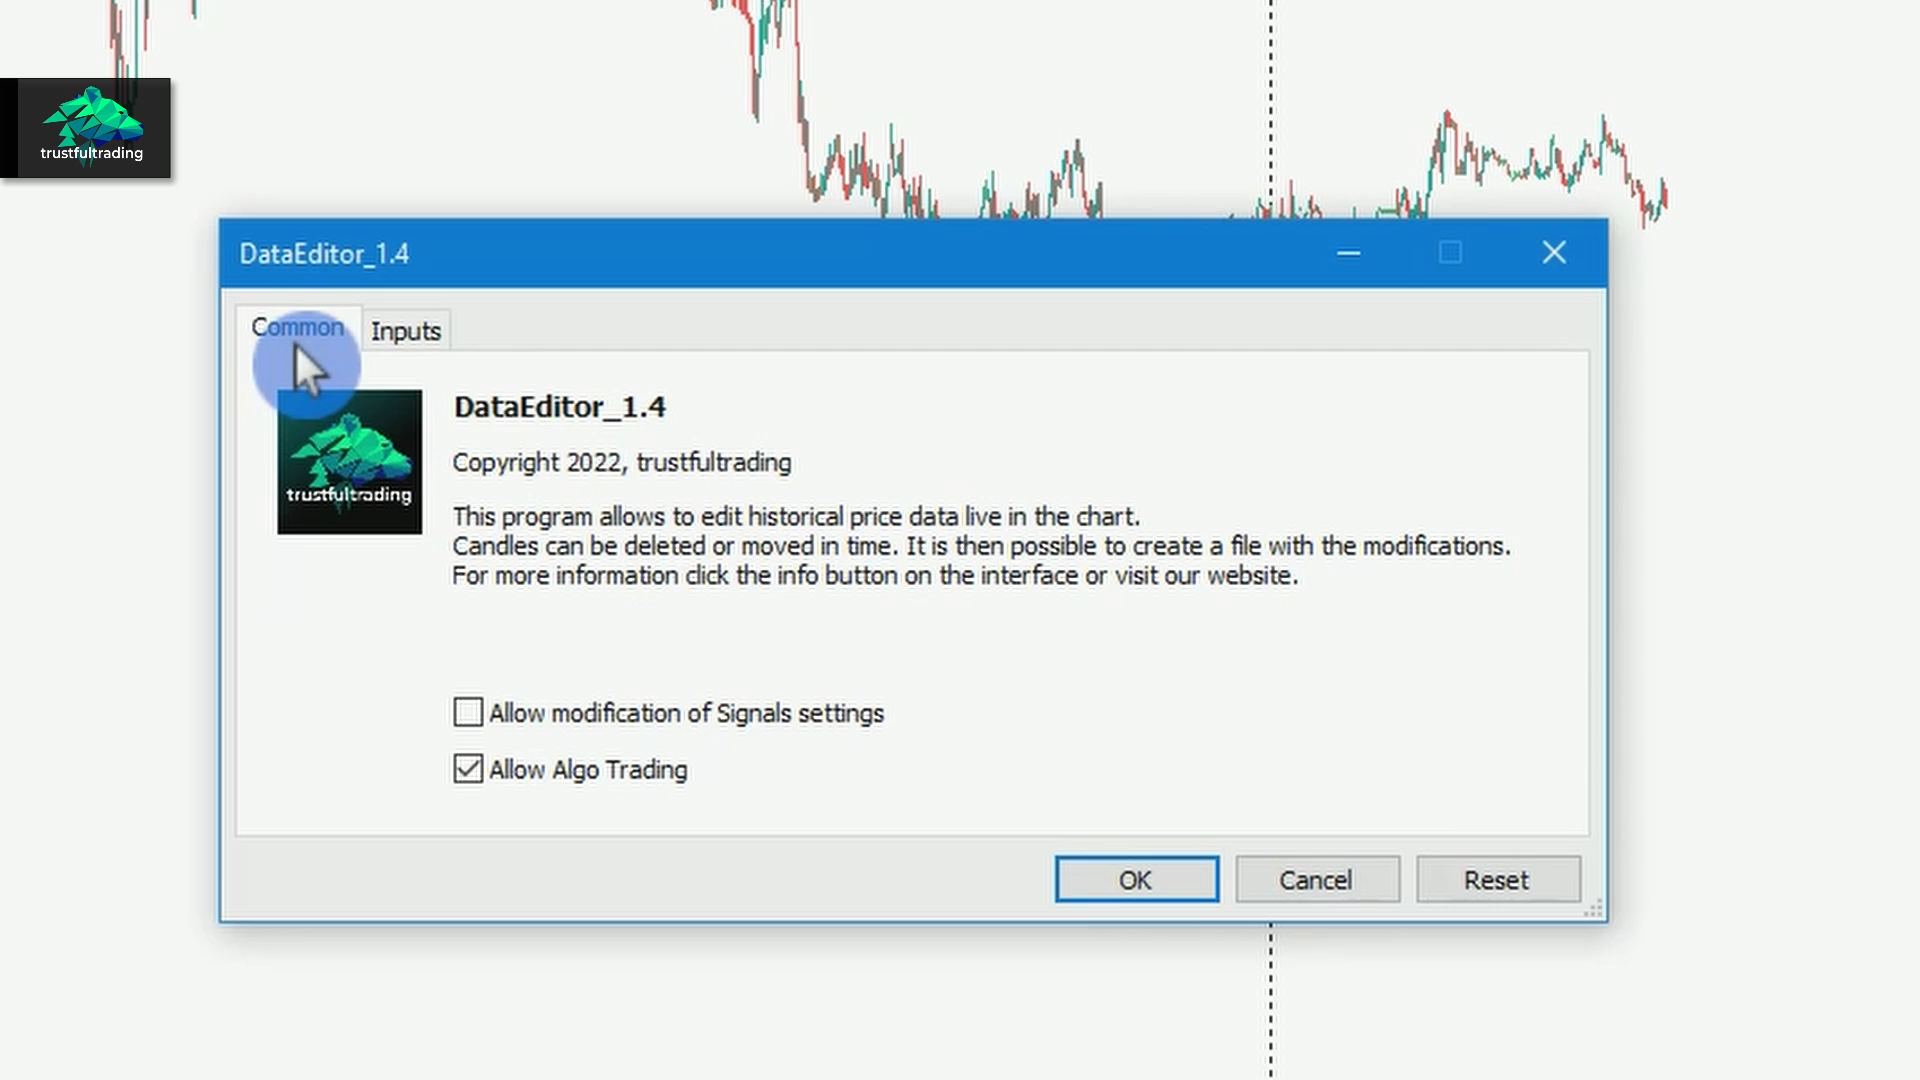 trustfultrading
DataEditor_1.4
Common
Inputs
trustfultrading
DataEditor_1.4
Copyright 2022, trustfultrading
This program allows to edit historical price data live in the chart.
Candles can be deleted or moved in time. It is then possible to create a file with the modifications.
For more information click the info button on the interface or visit our website.
Allow modification of Signals settings
Allow Algo Trading
OK
Cancel
Reset